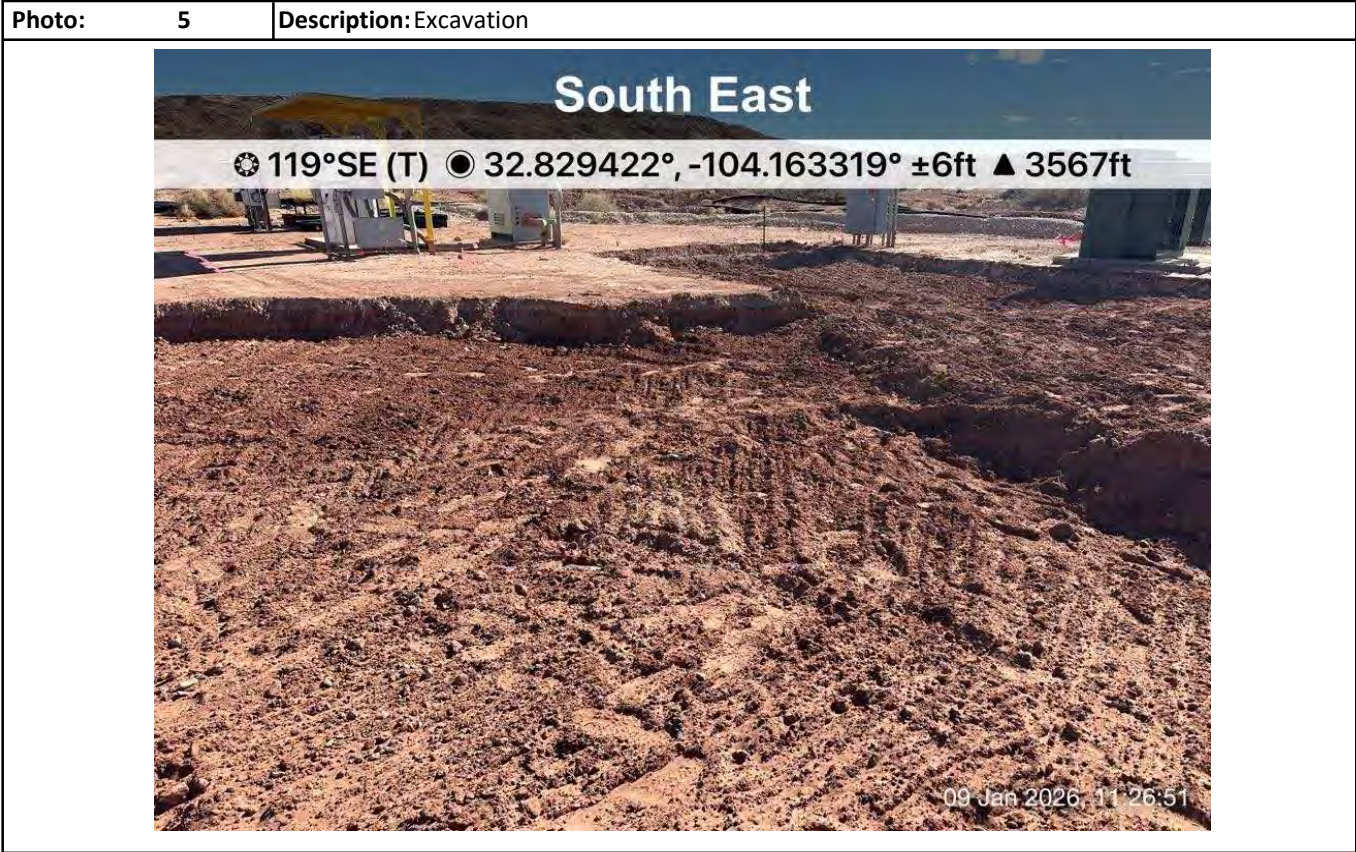 Photo: 5 Description: Excavation
South East
119°SE (T) 32.829422°, -104.163319° ±6ft ▲ 3567ft
09 Jan 2026, 11:26:51